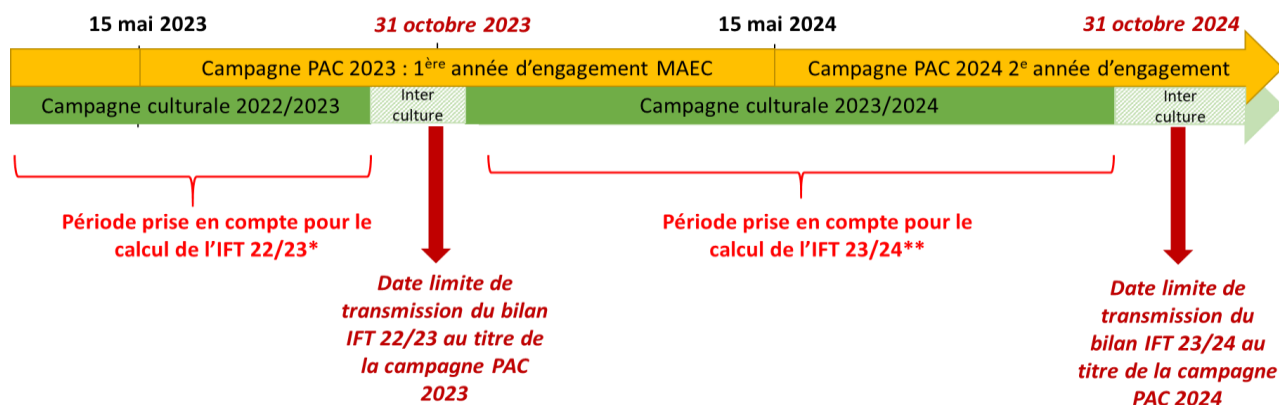 15 mai 2023
31 octobre 2023
15 mai 2024
31 octobre 2024
Campagne PAC 2023 : 1ère année d'engagement MAEC
Campagne PAC 2024 2e année d'engagement
Campagne culturale 2022/2023
Inter
culture
Campagne culturale 2023/2024
Inter
culture
Période prise en compte pour le
calcul de l'IFT 22/23*
Période prise en compte pour le
calcul de l'IFT 23/24**
Date limite de
transmission du bilan
IFT 22/23 au titre de
la campagne PAC
2023
Date limite de
transmission du
bilan IFT 23/24 au
titre de la campagne
PAC 2024